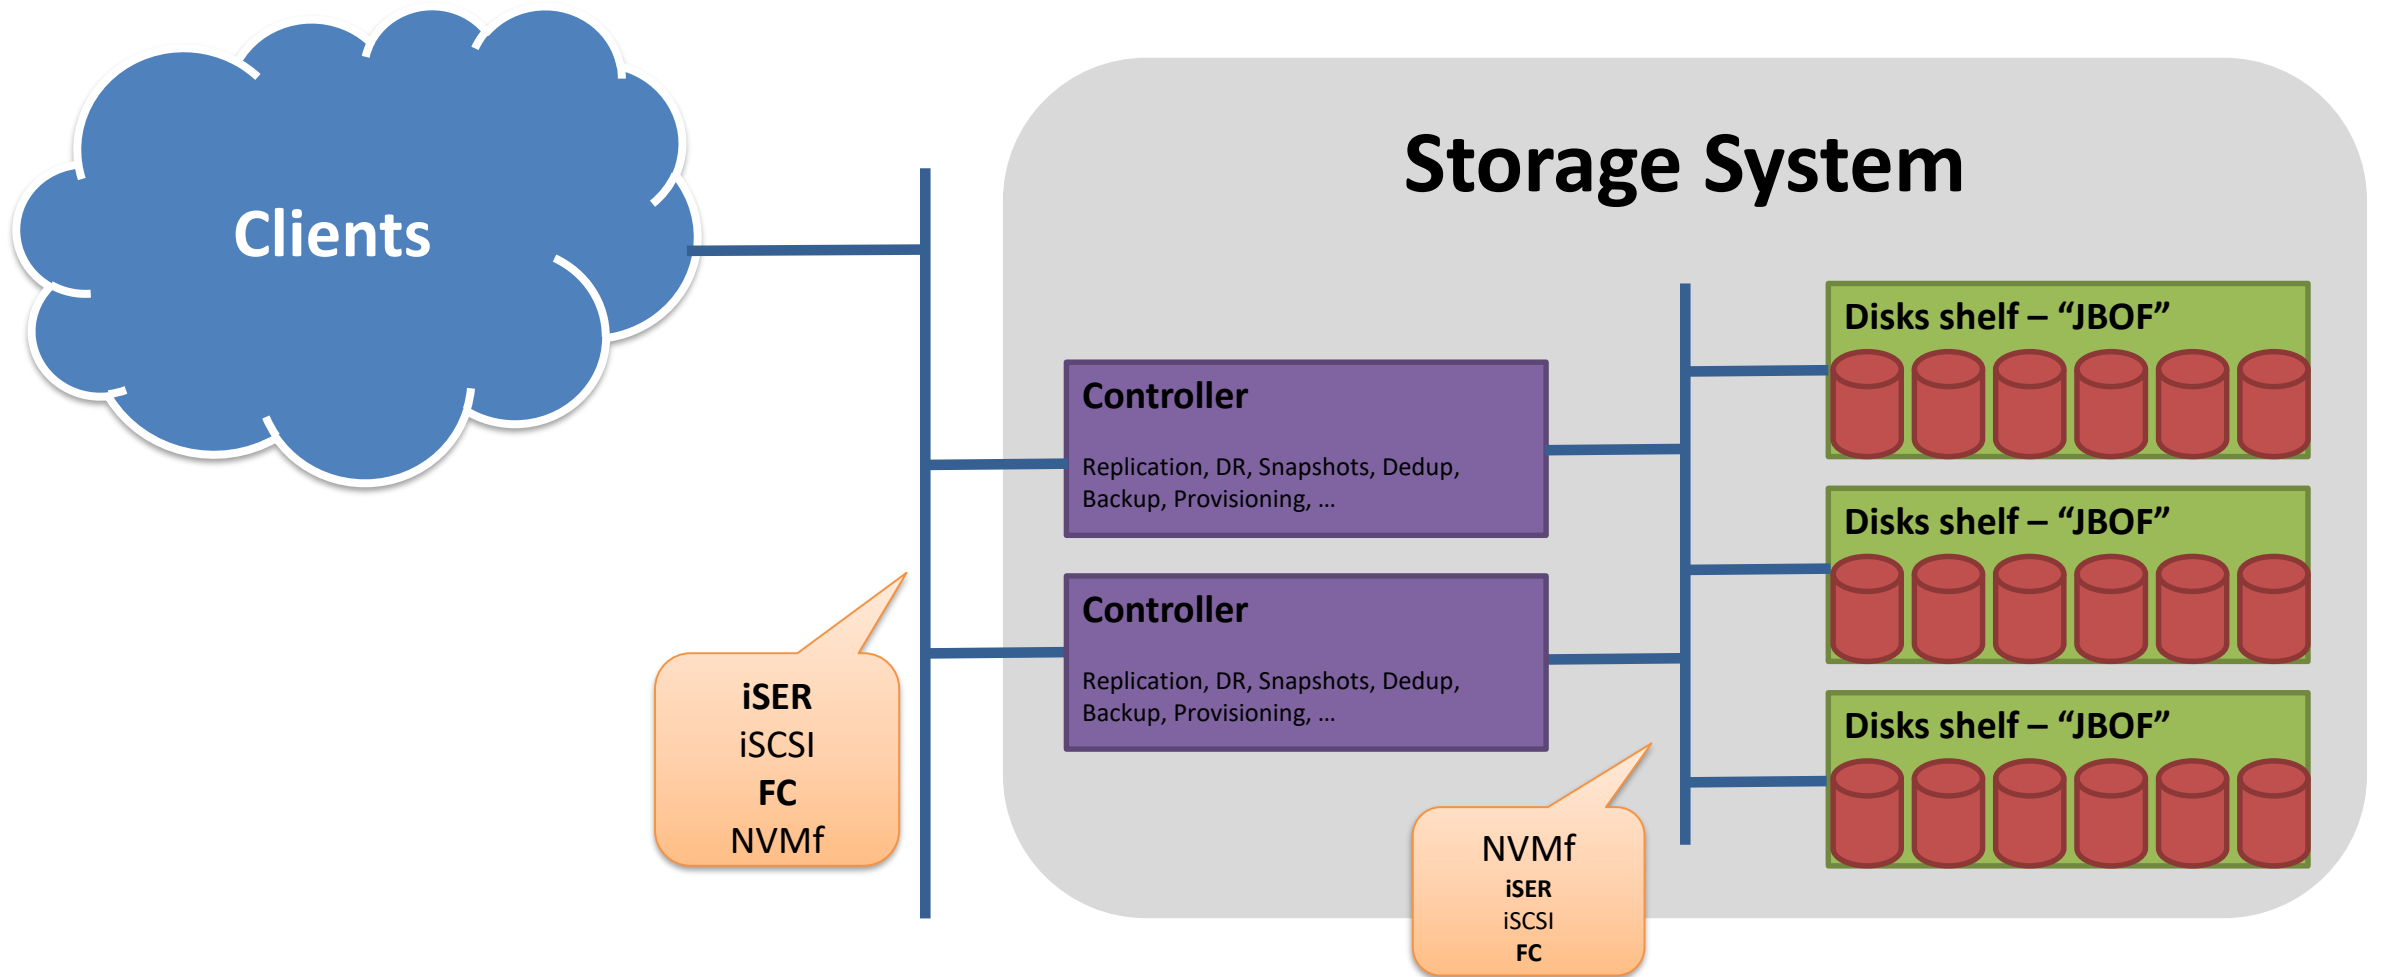 Storage System
Clients
Disks shelf – “JBOF”
Controller
Replication, DR, Snapshots, Dedup,
Backup, Provisioning, ...
Disks shelf – “JBOF”
Controller
Replication, DR, Snapshots, Dedup,
Backup, Provisioning, ...
Disks shelf – “JBOF”
iSER
iSCSI
FC
NVMf
NVMf
iSER
iSCSI
FC